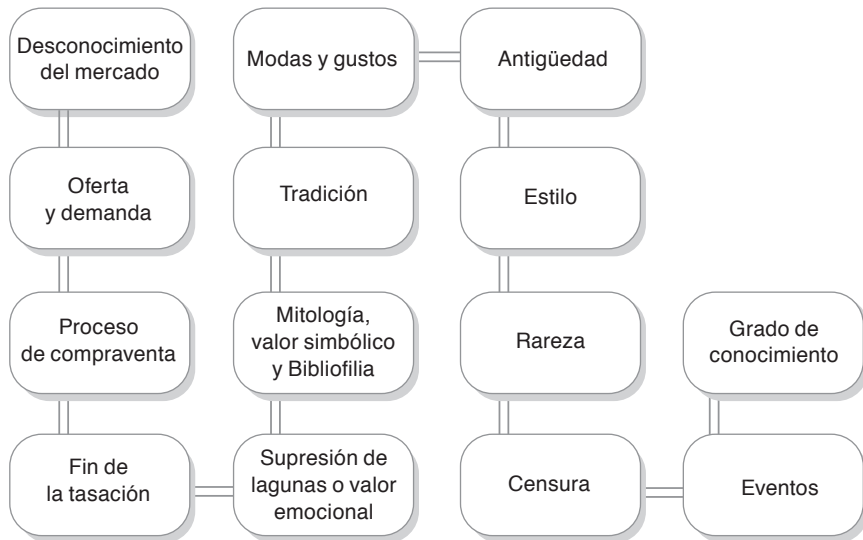 Desconocimiento
del mercado
Oferta
y demanda
Proceso
de compraventa
Fin de
la tasación
Supresión de
lagunas o valor
emocional
Mitología,
valor simbólico
y Bibliofilia
Tradición
Modas y gustos
Antigüedad
Estilo
Rareza
Censura
Eventos
Grado de
conocimiento